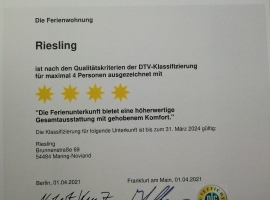 Die Ferienwohnung
Riesling
ist nach den Qualitätskriterien der DTV-Klassifizierung
für maximal 4 Personen ausgezeichnet mit
"Die Ferienunterkunft bietet eine höherwertige
Gesamtausstattung mit gehobenem Komfort."
Die Klassifizierung für folgende Unterkunft ist bis zum 31. März 2024 gültig:
Riesling
Brunnenstraße 69
54484 Maring-Noviand
Berlin, 01.04.2021
Frankfurt am Main, 01.04.2021